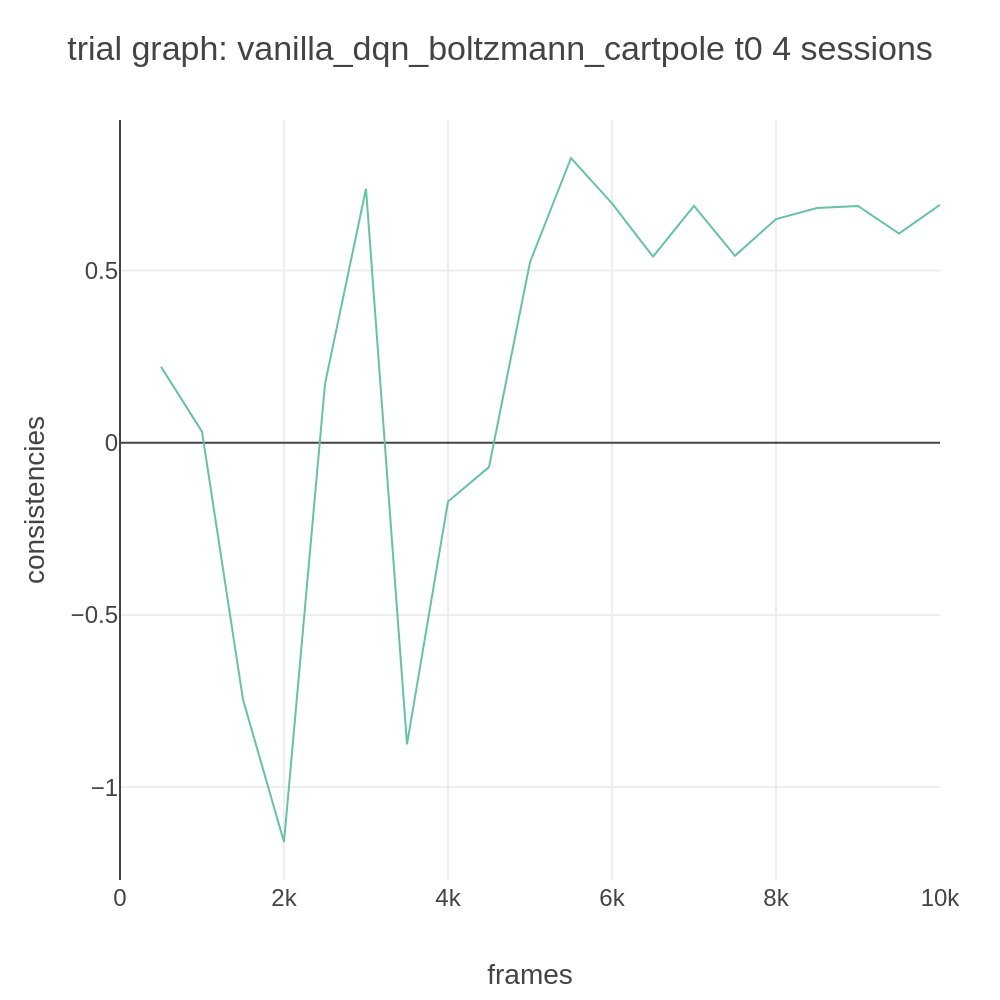 trial graph: vanilla_dqn_boltzmann_cartpole t0 4 sessions
consistencies
0.5
0
−0.5
−1
0 2k 4k 6k 8k 10k
frames